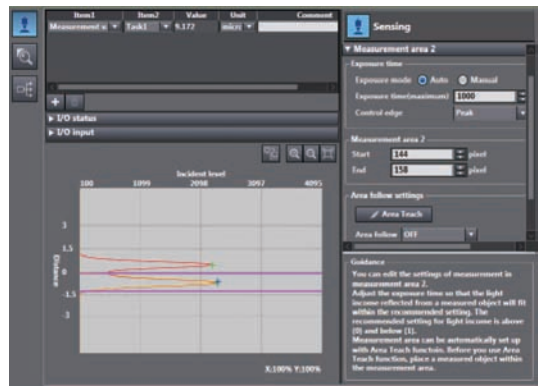 Item1 Item2 Value Unit Comment
Measurement v Task1 9.172 micr
+
I/O status
I/O input
Incident level
100 1099 2098 3097 4095
Distance
3
1.5
0
-1.5
-3
X:100% Y:100%
Sensing
Measurement area 2
Exposure time
Exposure mode Auto Manual
Exposure time(maximum) 1000
Control edge Peak
Measurement area 2
Start 144 pixel
End 158 pixel
Area follow settings
Area Teach
Area follow OFF
Guidance
You can edit the settings of measurement in
measurement area 2.
Adjust the exposure time so that the light
income reflected from a measured object will fit
within the recommended setting. The
recommended setting for light income is above
(0) and below (1).
Measurement area can be automatically set up
with Area Teach functoin. Before you use Area
Teach function, place a measured object within
the measurement area.